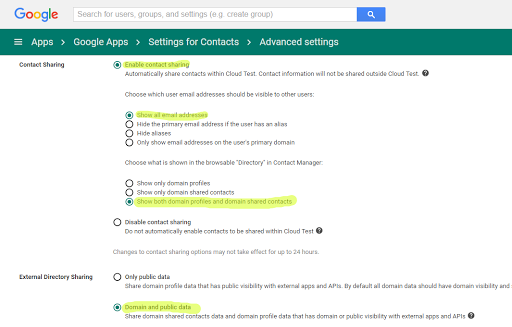 Google Search for users, groups, and settings (e.g. create group)
Apps > Google Apps > Settings for Contacts > Advanced settings
Contact Sharing Enable contact sharing
Automatically share contacts within Cloud Test. Contact information will not be shared outside Cloud Test. ?
Choose which user email addresses should be visible to other users:
Show all email addresses
Hide the primary email address if the user has an alias
Hide aliases
Only show email addresses on the user's primary domain
Choose what is shown in the browsable "Directory" in Contact Manager:
Show only domain profiles
Show only domain shared contacts
Show both domain profiles and domain shared contacts
Disable contact sharing
Do not automatically enable contacts to be shared within Cloud Test ?
Changes to contact sharing options may not take effect for up to 24 hours.
External Directory Sharing Only public data
Share domain profile data that has public visibility with external apps and APIs. By default all domain data should have domain visibility and
Domain and public data
Share domain shared contacts data and domain profile data that has domain or public visibility with external apps and APIs ?